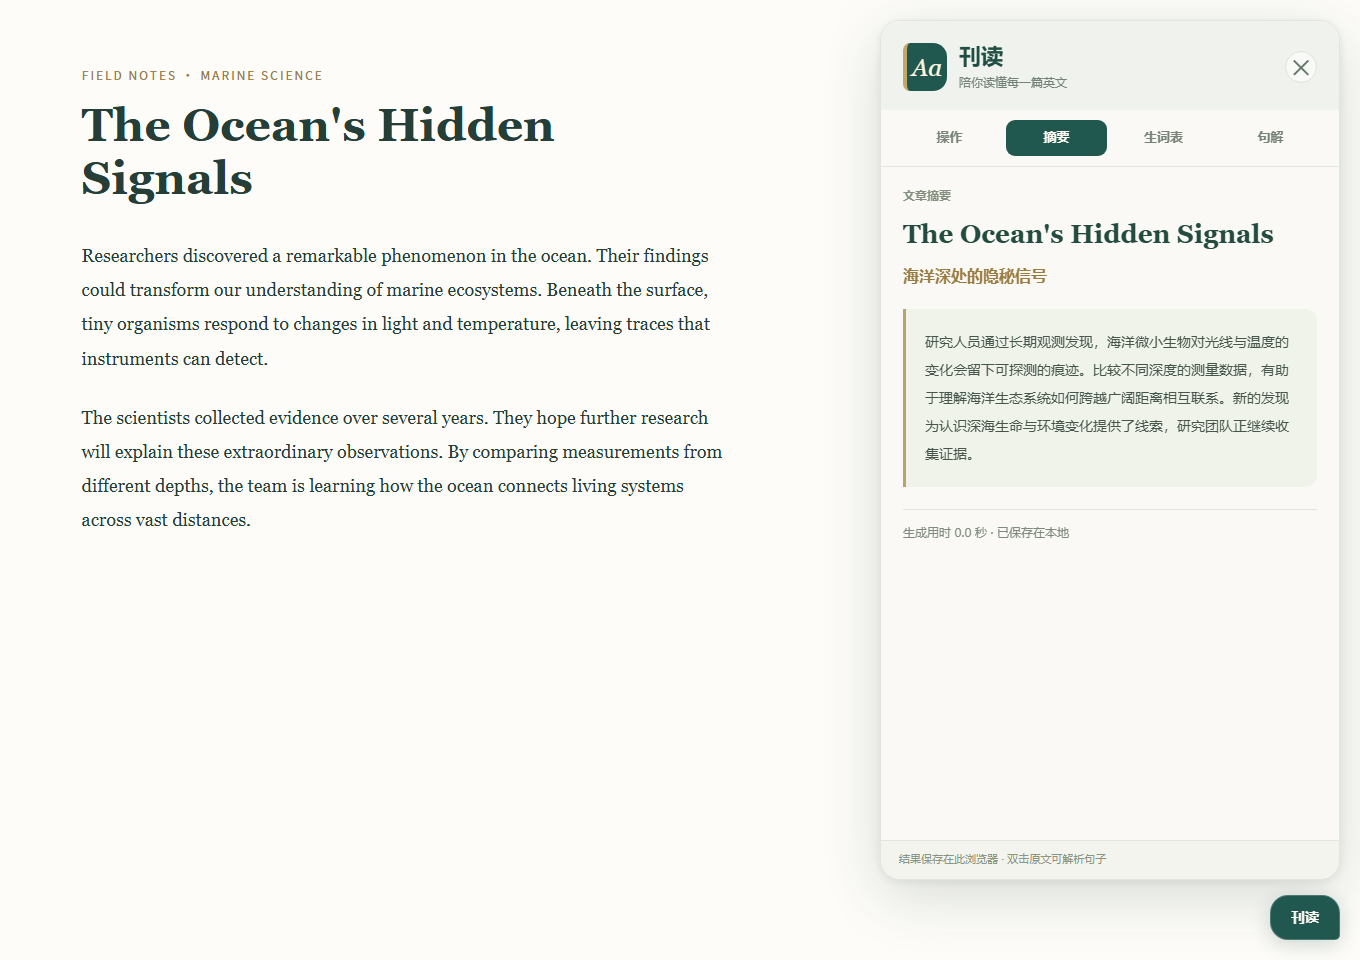 FIELD NOTES • MARINE SCIENCE
The Ocean's Hidden
Signals
Researchers discovered a remarkable phenomenon in the ocean. Their findings
could transform our understanding of marine ecosystems. Beneath the surface,
tiny organisms respond to changes in light and temperature, leaving traces that
instruments can detect.
The scientists collected evidence over several years. They hope further research
will explain these extraordinary observations. By comparing measurements from
different depths, the team is learning how the ocean connects living systems
across vast distances.
Aa
刊读
陪你读懂每一篇英文
操作 摘要 生词表 句解
文章摘要
The Ocean's Hidden Signals
海洋深处的隐秘信号
研究人员通过长期观测发现，海洋微小生物对光线与温度的
变化会留下可探测的痕迹。比较不同深度的测量数据，有助
于理解海洋生态系统如何跨越广阔距离相互联系。新的发现
为认识深海生命与环境变化提供了线索，研究团队正继续收
集证据。
生成用时 0.0 秒 · 已保存在本地
结果保存在此浏览器 · 双击原文可解析句子
刊读